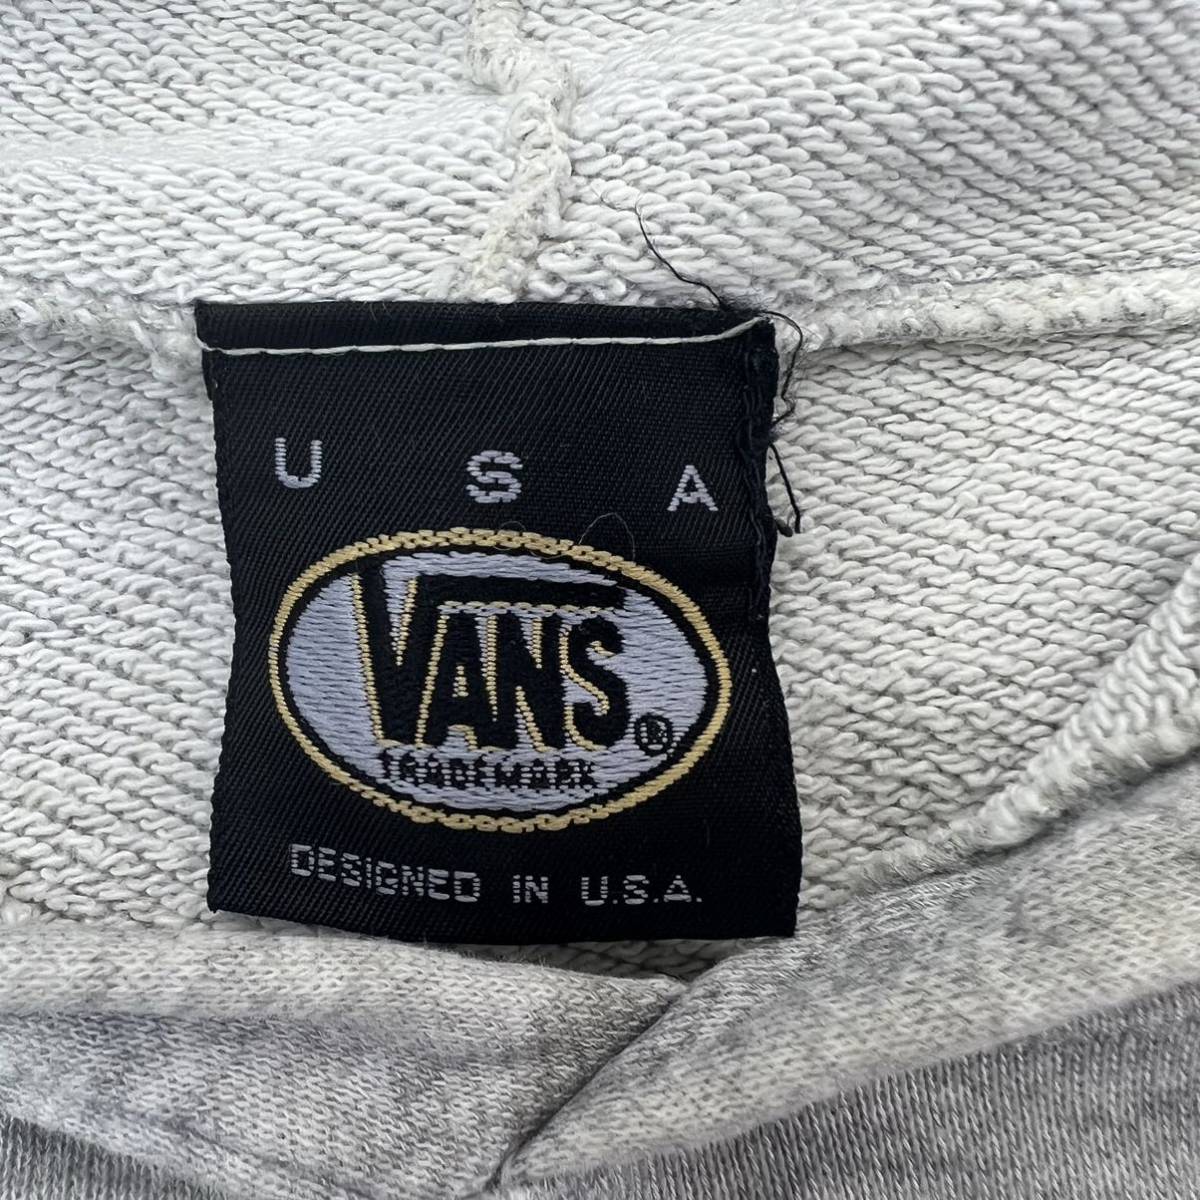 U S A
VANS ®
TRADEMARK
DESIGNED IN U.S.A.